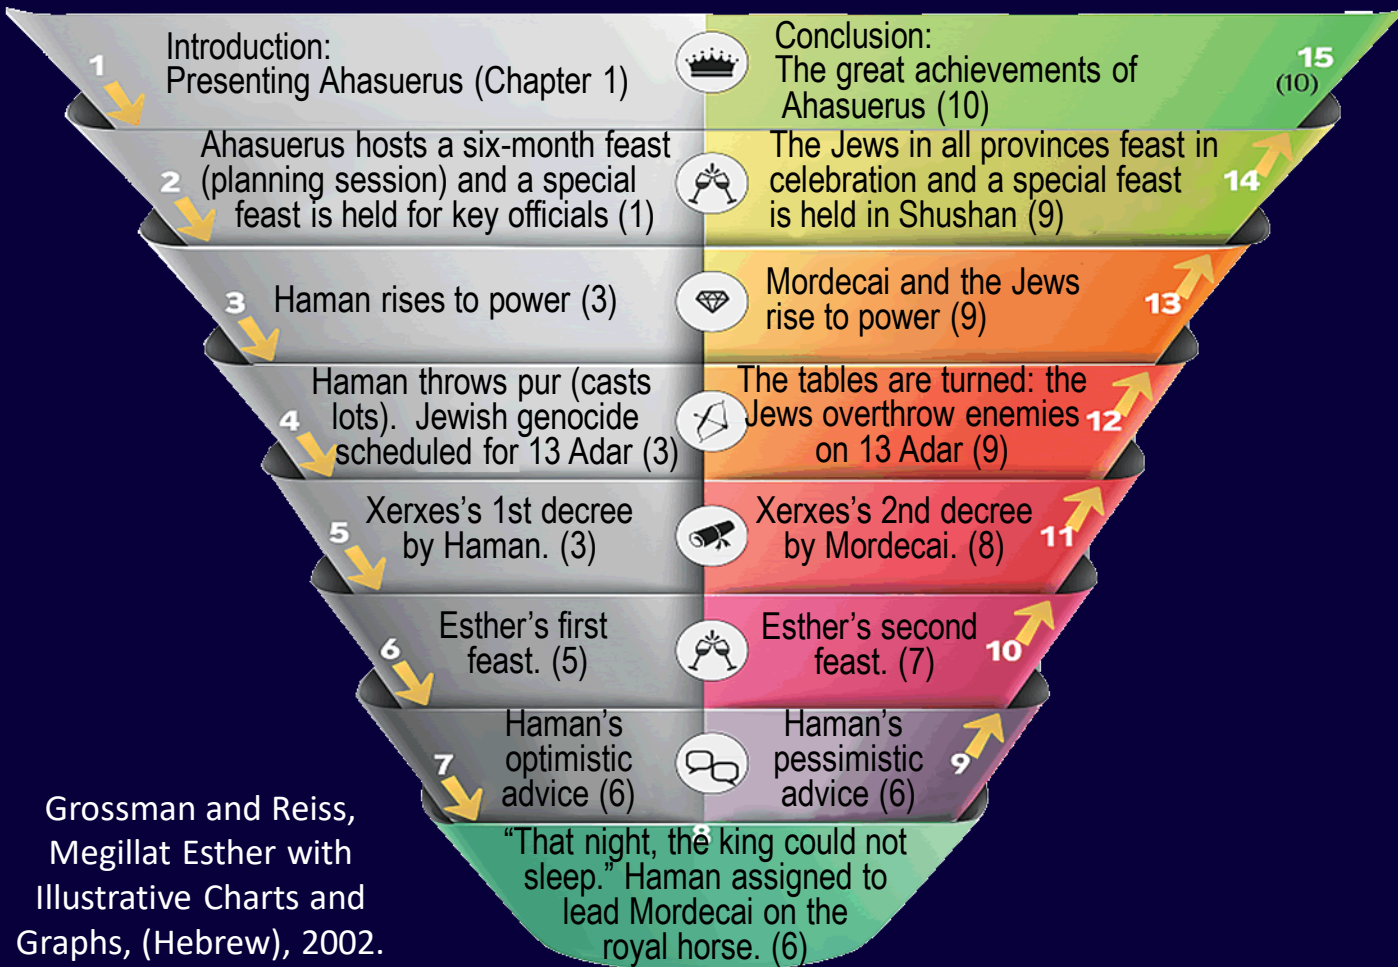 1
Introduction:
Presenting Ahasuerus (Chapter 1)
Conclusion:
The great achievements of
Ahasuerus (10)
15
(10)
2
Ahasuerus hosts a six-month feast
(planning session) and a special
feast is held for key officials (1)
The Jews in all provinces feast in
celebration and a special feast
is held in Shushan (9)
14
3
Haman rises to power (3)
Mordecai and the Jews
rise to power (9)
13
4
Haman throws pur (casts
lots). Jewish genocide
scheduled for 13 Adar (3)
The tables are turned: the
Jews overthrow enemies
on 13 Adar (9)
12
5
Xerxes's 1st decree
by Haman. (3)
Xerxes's 2nd decree
by Mordecai. (8)
11
6
Esther's first
feast. (5)
Esther's second
feast. (7)
10
7
Haman's
optimistic
advice (6)
Haman's
pessimistic
advice (6)
9
8
“That night, the king could not
sleep.” Haman assigned to
lead Mordecai on the
royal horse. (6)
Grossman and Reiss,
Megillat Esther with
Illustrative Charts and
Graphs, (Hebrew), 2002.